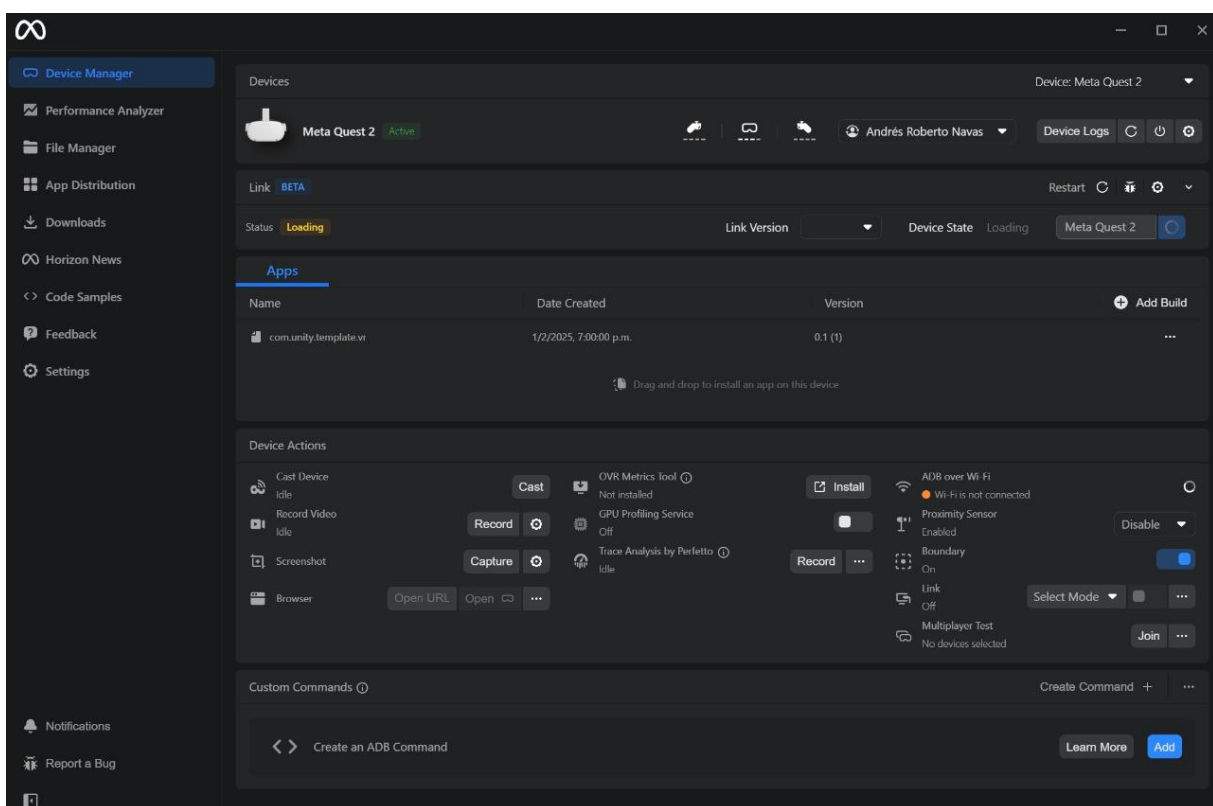 Device Manager
Performance Analyzer
File Manager
App Distribution
Downloads
Horizon News
Code Samples
Feedback
Settings
Notifications
Report a Bug
Devices
Device: Meta Quest 2
Meta Quest 2 Active
Andrés Roberto Navas
Device Logs
Link BETA
Restart
Status Loading
Link Version
Device State Loading
Meta Quest 2
Apps
Name Date Created Version Add Build
com.unity.template.vr 1/2/2025, 7:00:00 p.m. 0.1 (1) ...
Drag and drop to install an app on this device
Device Actions
Cast Device
Idle
Cast
Record Video
Idle
Record
Screenshot
Capture
Browser
Open URL Open ...
OVR Metrics Tool
Not installed
Install
GPU Profiling Service
Off
Trace Analysis by Perfetto
Idle
Record ...
ADB over Wi-Fi
Wi-Fi is not connected
Proximity Sensor
Enabled
Disable
Boundary
On
Link
Off
Select Mode ...
Multiplayer Test
No devices selected
Join ...
Custom Commands
Create Command + ...
Create an ADB Command
Learn More Add